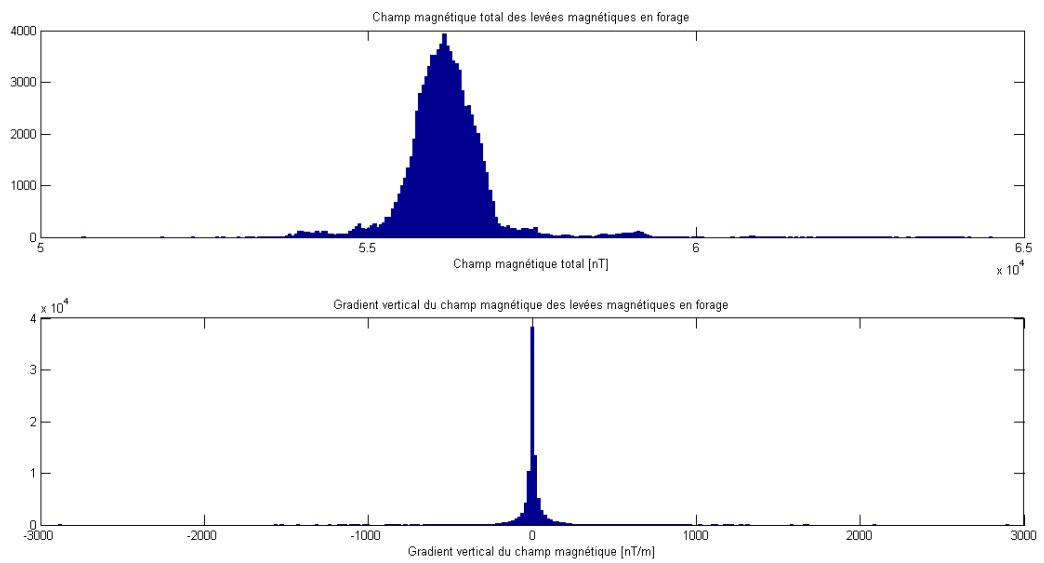 Champ magnétique total des levées magnétiques en forage
4000
3000
2000
1000
0
5 5.5 6 6.5
Champ magnétique total [nT]
x 10^4
Gradient vertical du champ magnétique des levées magnétiques en forage
x 10^4
4
3
2
1
0
-3000 -2000 -1000 0 1000 2000 3000
Gradient vertical du champ magnétique [nT/m]